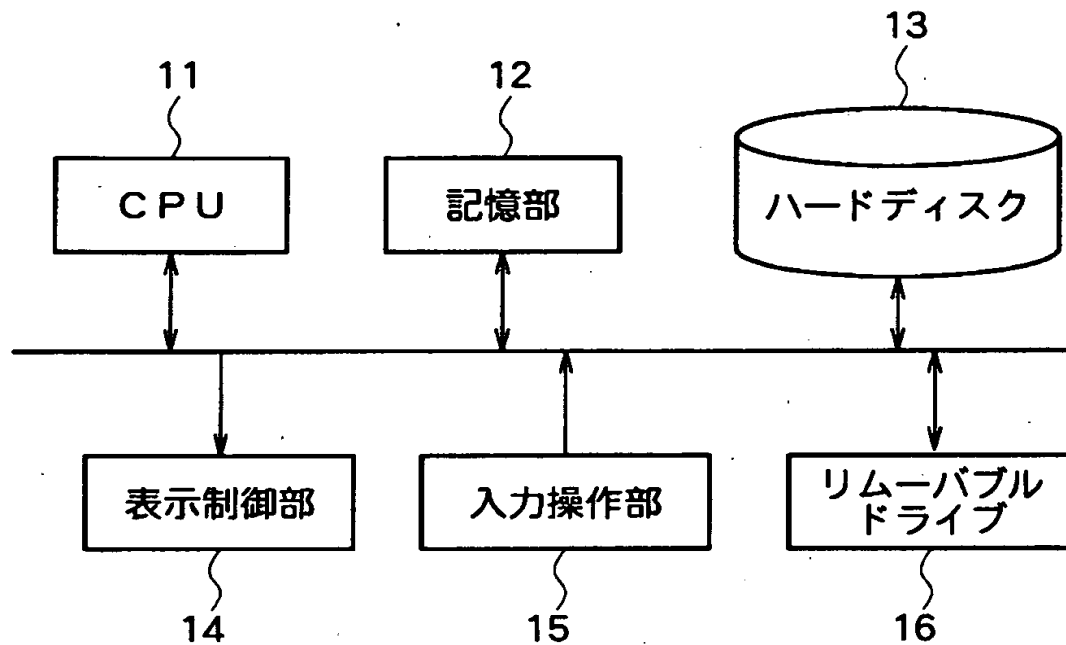 13
11
12
CPU
記憶部
ハードディスク
表示制御部
入力操作部
リムーバブル
ドライブ
14
15
16